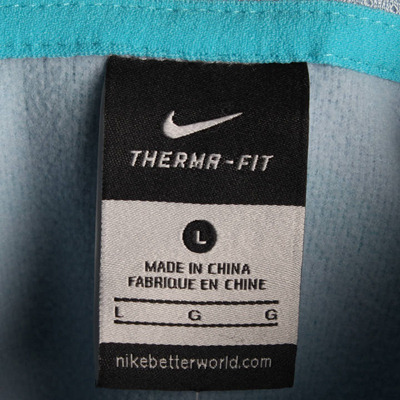 THERMA-FIT
L
MADE IN CHINA
FABRIQUE EN CHINE
L G G
nikebetterworld.com